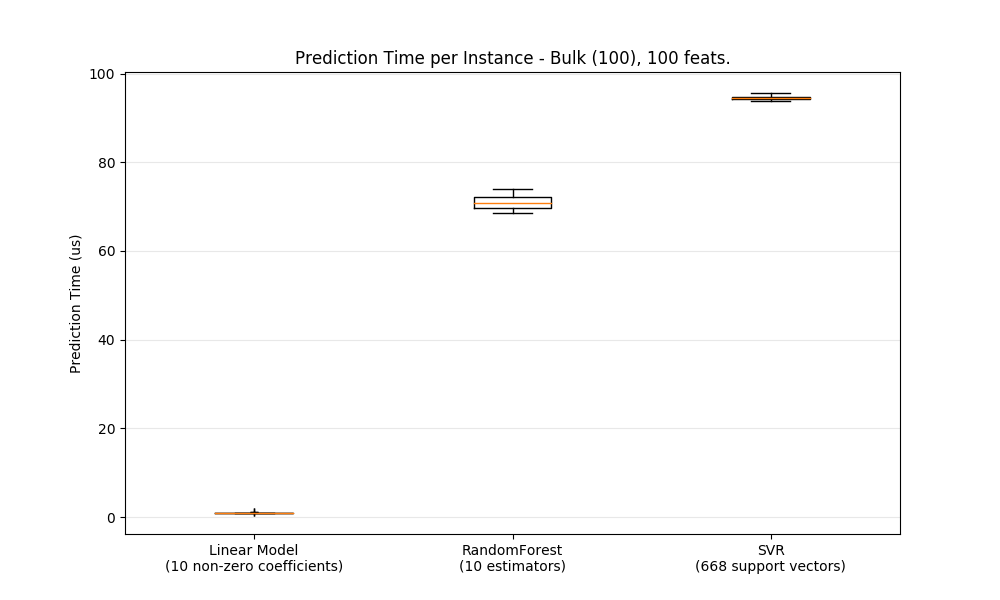 Prediction Time per Instance - Bulk (100), 100 feats.
100
80
60
40
20
0
Prediction Time (us)
Linear Model
(10 non-zero coefficients)
RandomForest
(10 estimators)
SVR
(668 support vectors)